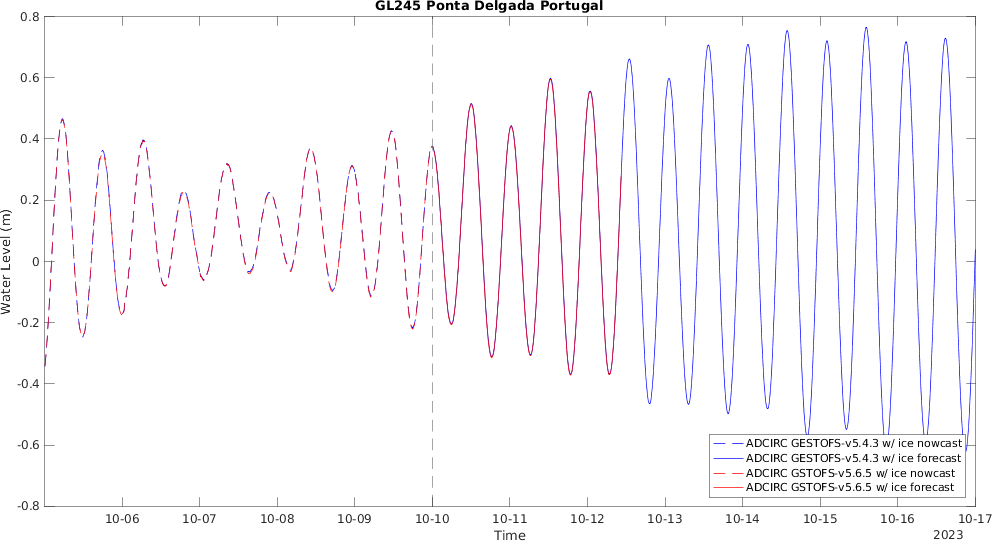 GL245 Ponta Delgada Portugal
0.8
0.6
0.4
0.2
0
-0.2
-0.4
-0.6
-0.8
Water Level (m)
ADCIRC GESTOFS-v5.4.3 w/ ice nowcast
ADCIRC GESTOFS-v5.4.3 w/ ice forecast
ADCIRC GSTOFS-v5.6.5 w/ ice nowcast
ADCIRC GSTOFS-v5.6.5 w/ ice forecast
10-06 10-07 10-08 10-09 10-10 10-11 10-12 10-13 10-14 10-15 10-16 10-17
Time
2023